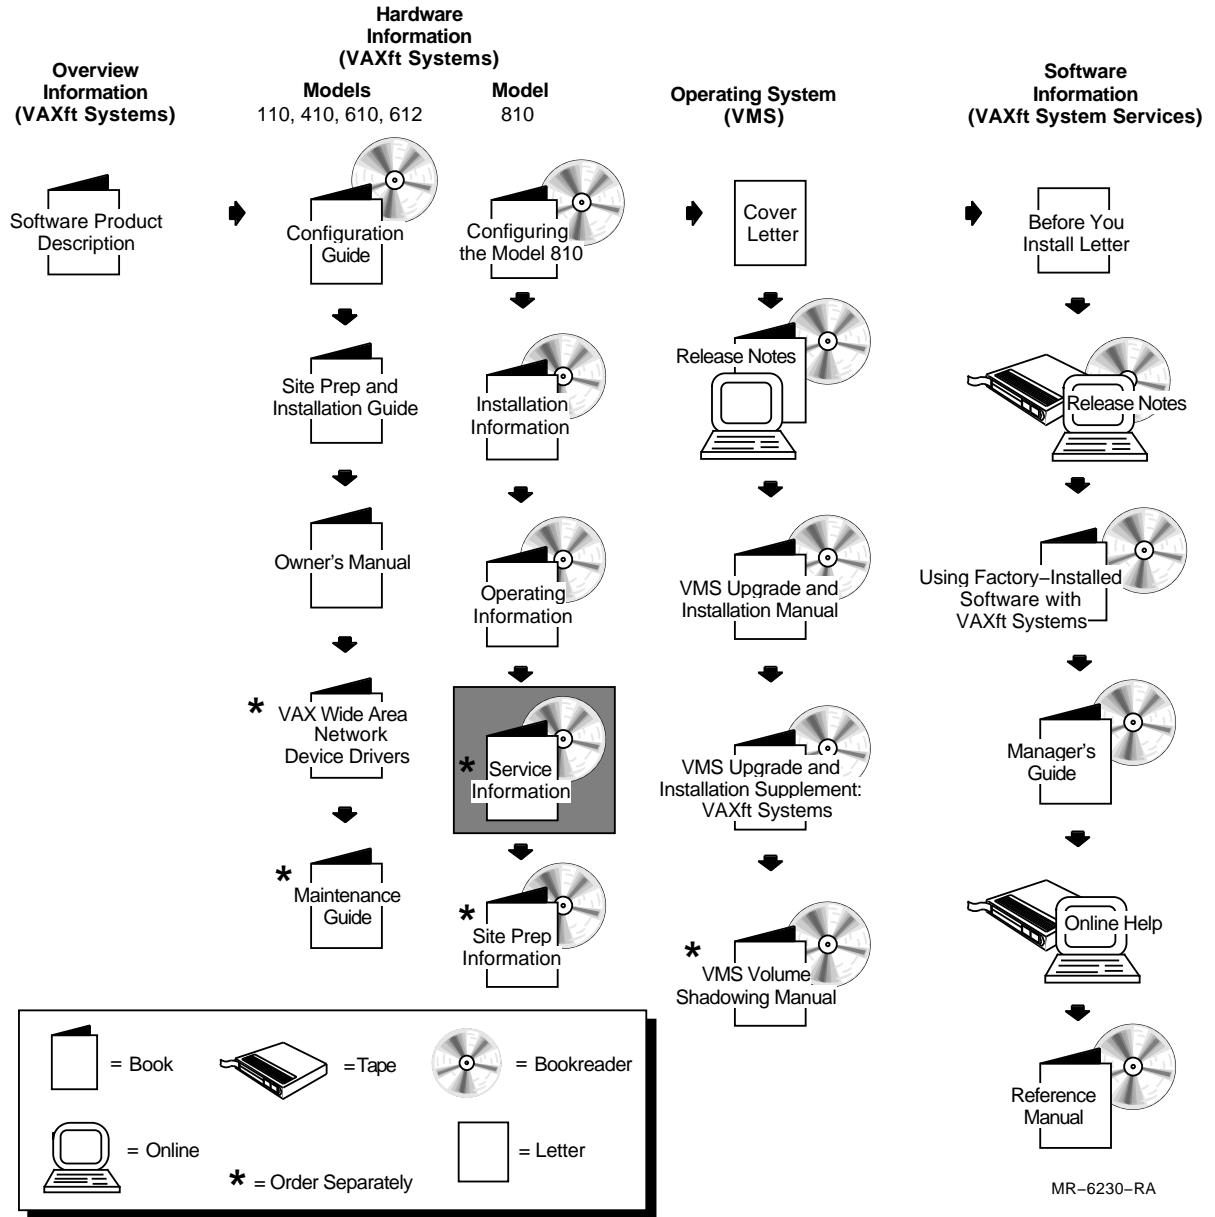 Hardware
Information
(VAXft Systems)
Overview
Information
(VAXft Systems)
Models
110, 410, 610, 612
Model
810
Operating System
(VMS)
Software
Information
(VAXft System Services)
Software Product
Description
Configuration
Guide
Configuring
the Model 810
Cover
Letter
Before You
Install Letter
Site Prep and
Installation Guide
Installation
Information
Release Notes
Release Notes
Owner's Manual
Operating
Information
VMS Upgrade and
Installation Manual
Using Factory–Installed
Software with
VAXft Systems
* VAX Wide Area
Network
Device Drivers
* Service
Information
VMS Upgrade and
Installation Supplement:
VAXft Systems
Manager's
Guide
* Maintenance
Guide
* Site Prep
Information
* VMS Volume
Shadowing Manual
Online Help
Reference
Manual
= Book
=Tape
= Bookreader
= Online
* = Order Separately
= Letter
MR–6230–RA